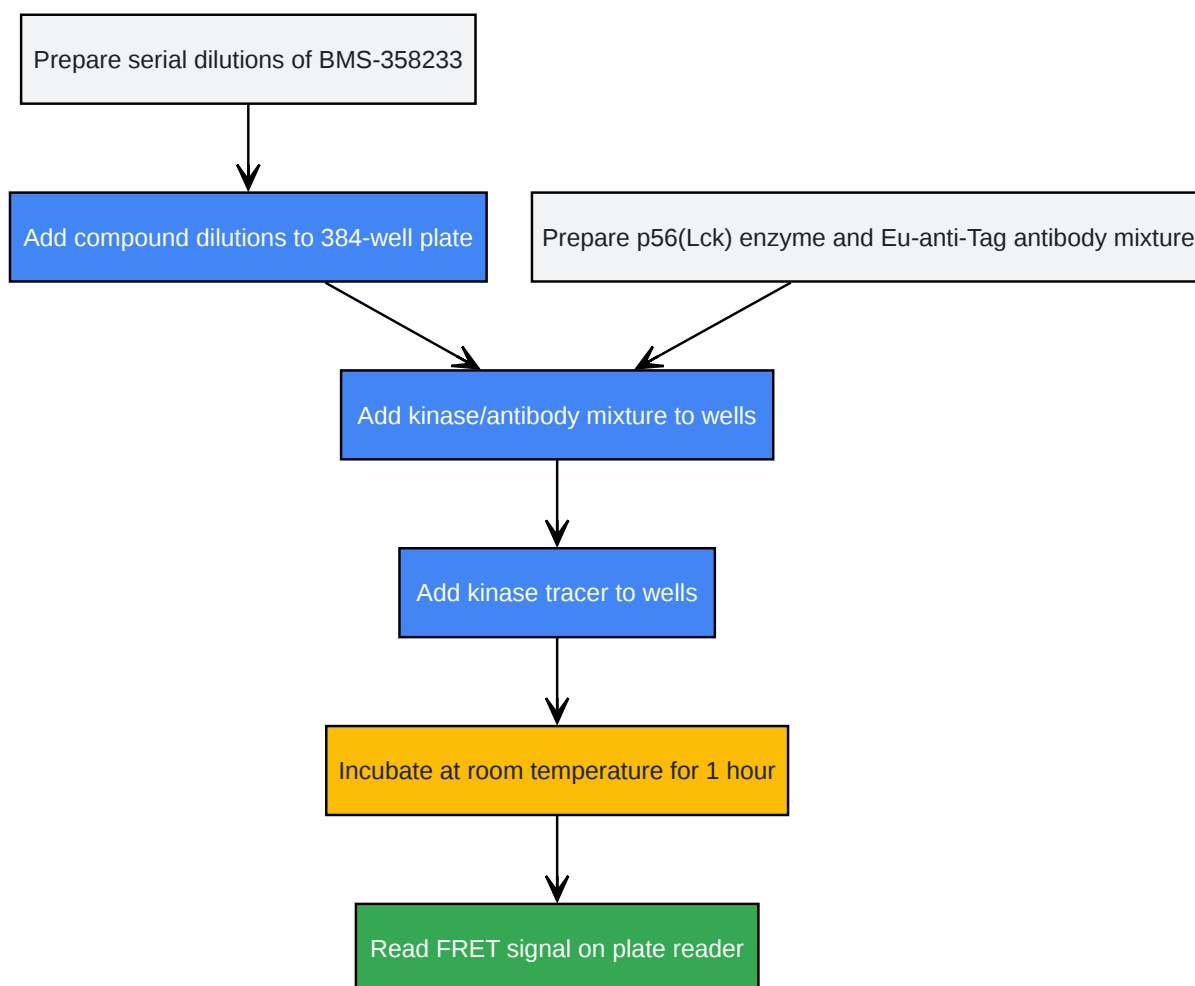 Prepare serial dilutions of BMS-358233
Add compound dilutions to 384-well plate
Prepare p56(Lck) enzyme and Eu-anti-Tag antibody mixture
Add kinase/antibody mixture to wells
Add kinase tracer to wells
Incubate at room temperature for 1 hour
Read FRET signal on plate reader